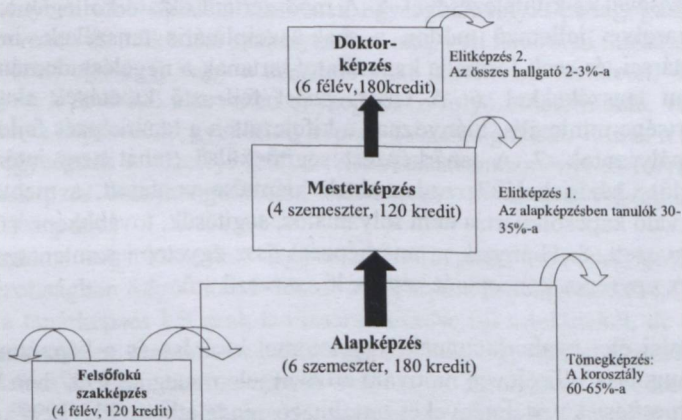 Doktor-
képzés
(6 félév,180kredit)
Elitképzés 2.
Az összes hallgató 2-3%-a
Mesterképzés
(4 szemeszter, 120 kredit)
Elitképzés 1.
Az alapképzésben tanulók 30-
35%-a
Alapképzés
(6 szemeszter, 180 kredit)
Felsőfokú
szakképzés
(4 félév, 120 kredit)
Tömegképzés:
A korosztály
60-65%-a